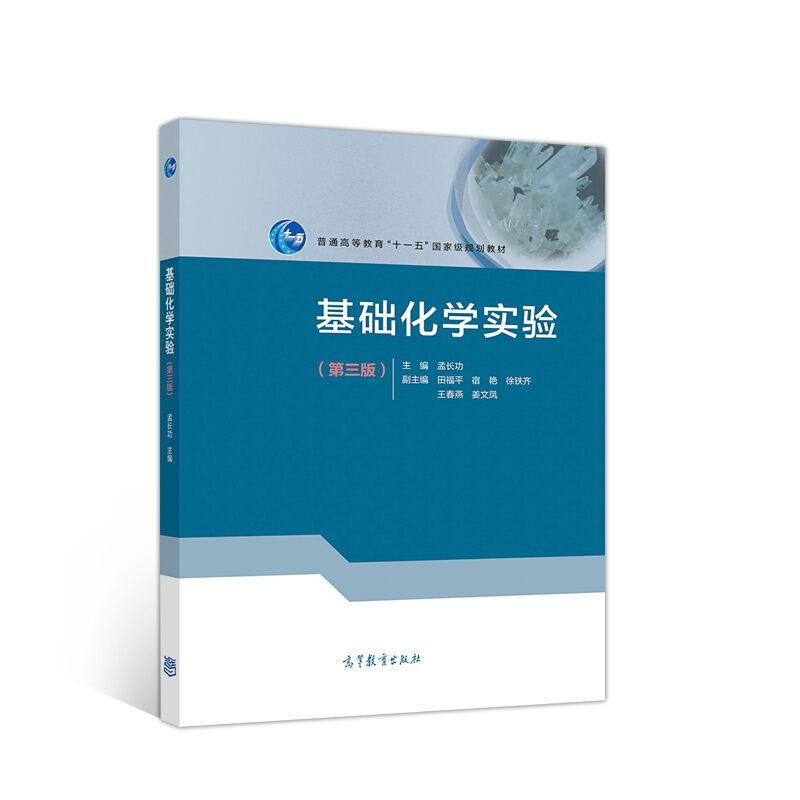 十一五
普通高等教育“十一五”国家级规划教材
基础化学实验
（第三版）
主 编 孟长功
副主编 田福平 宿 艳 徐铁齐
王春燕 姜文凤
高等教育出版社
基础化学实验
（第三版）
孟长功 主编